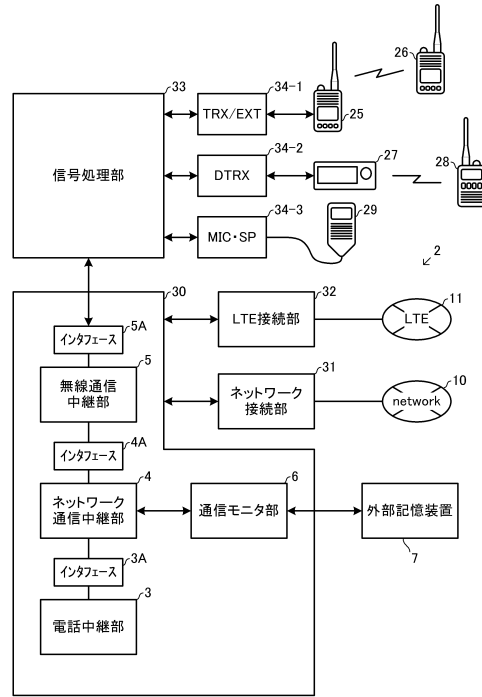 26
33
34-1
TRX/EXT
25
信号処理部
34-2
DTRX
27
28
34-3
MIC・SP
29
2
30
32
5A
インタフェース
LTE接続部
11
LTE
5
無線通信
中継部
31
ネットワーク
接続部
10
network
4A
インタフェース
4
ネットワーク
通信中継部
6
通信モニタ部
外部記憶装置
7
3A
インタフェース
3
電話中継部